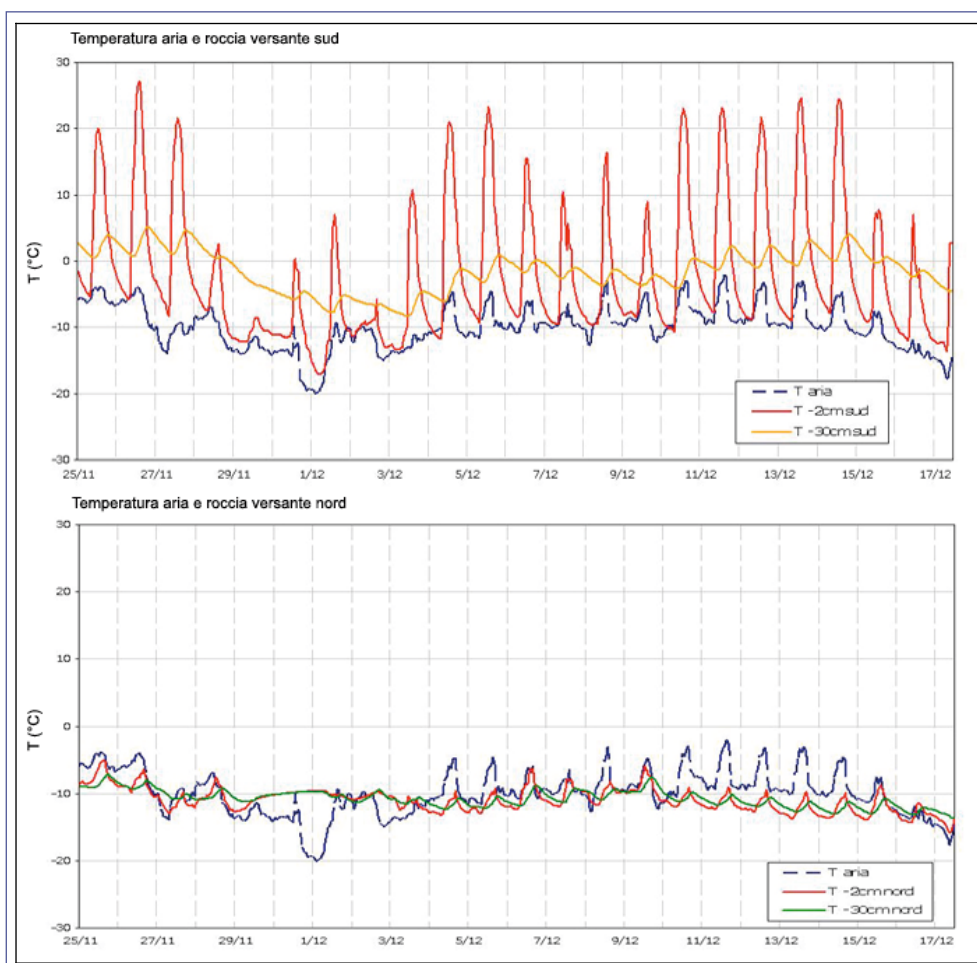 Temperatura aria e roccia versante sud
30
20
10
0
-10
-20
-30
T (°C)
T aria
T -2cm sud
T -30cm sud
25/11 27/11 29/11 1/12 3/12 5/12 7/12 9/12 11/12 13/12 15/12 17/12
Temperatura aria e roccia versante nord
30
20
10
0
-10
-20
-30
T (°C)
T aria
T -2cm nord
T -30cm nord
25/11 27/11 29/11 1/12 3/12 5/12 7/12 9/12 11/12 13/12 15/12 17/12